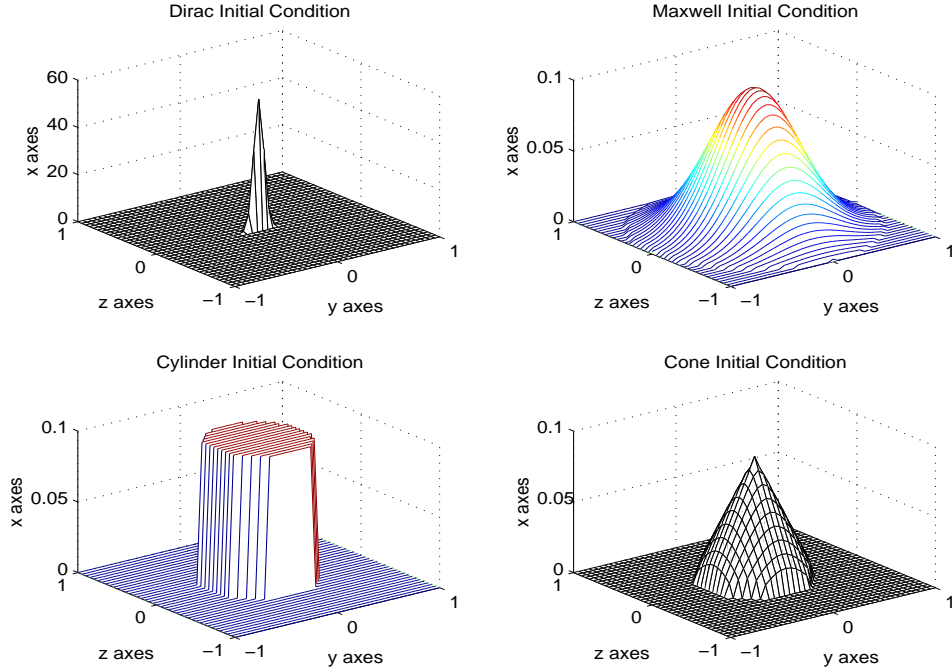 Dirac Initial Condition
60
40
20
0
x axes
1
0
−1
z axes
−1
0
1
y axes
Maxwell Initial Condition
0.1
0.05
0
x axes
1
0
−1
z axes
−1
0
1
y axes
Cylinder Initial Condition
0.1
0.05
0
x axes
1
0
−1
z axes
−1
0
1
y axes
Cone Initial Condition
0.1
0.05
0
x axes
1
0
−1
z axes
−1
0
1
y axes